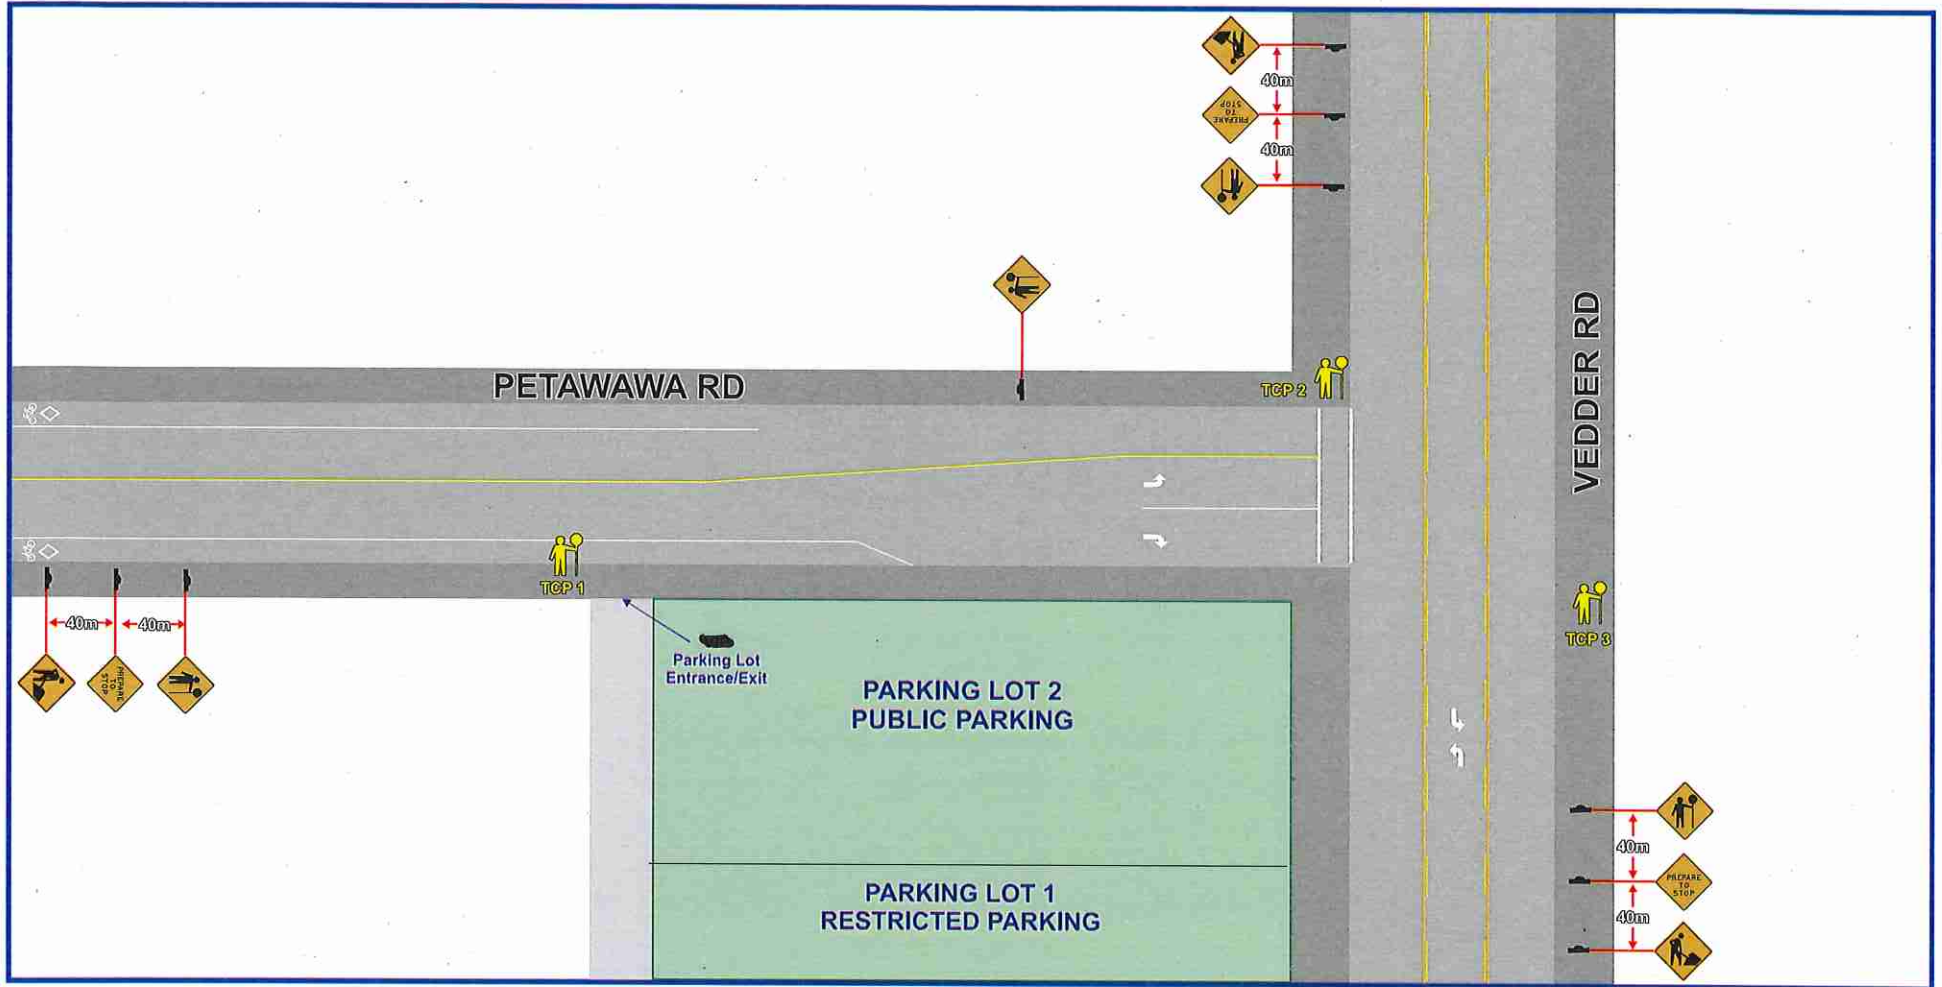 40m
PREPARE
TO
STOP
40m
VEDDER RD
PETAWAWA RD
TCP 2
TCP 1
TCP 3
40m
40m
Parking Lot
Entrance/Exit
PREPARE
TO
STOP
PARKING LOT 2
PUBLIC PARKING
40m
PREPARE
TO
STOP
40m
PARKING LOT 1
RESTRICTED PARKING